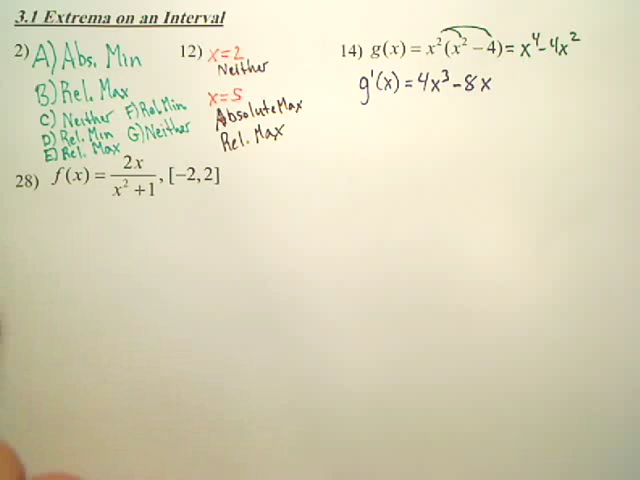 3.1 Extrema on an Interval
2) A) Abs. Min
B) Rel. Max
C) Neither F) Rel. Min
D) Rel. Min G) Neither
E) Rel. Max
12) x=2
Neither
x=5
Absolute Max
Rel. Max
14) g(x) = x²(x² − 4) = x⁴ - 4x²
g'(x) = 4x³ - 8x
28) f(x) = 2x / (x² + 1), [−2, 2]